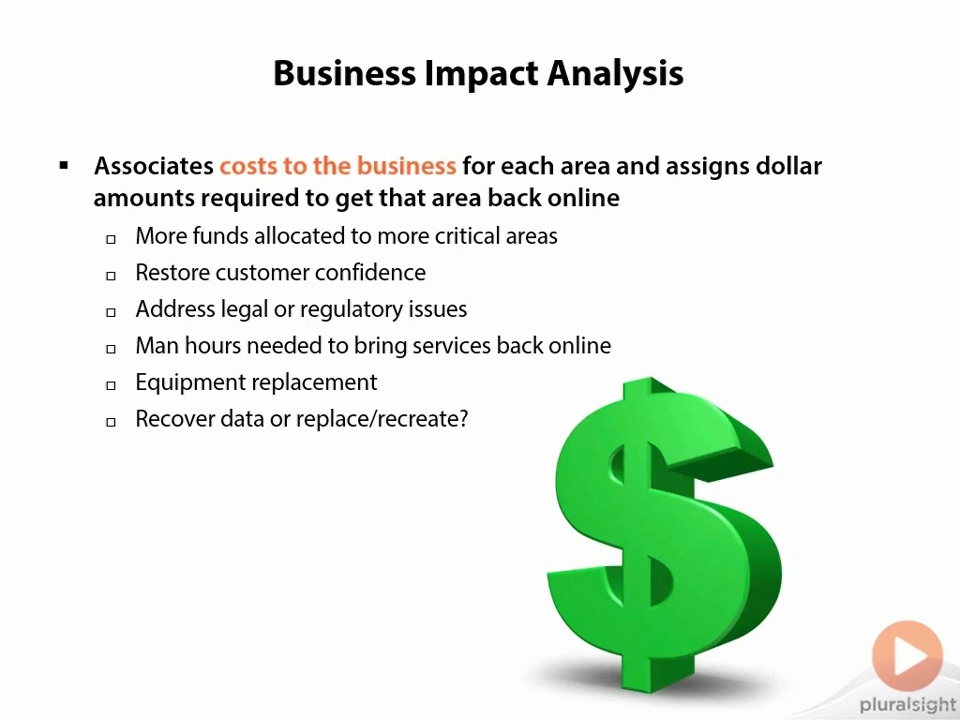 Business Impact Analysis
▪ Associates costs to the business for each area and assigns dollar
amounts required to get that area back online
▫ More funds allocated to more critical areas
▫ Restore customer confidence
▫ Address legal or regulatory issues
▫ Man hours needed to bring services back online
▫ Equipment replacement
▫ Recover data or replace/recreate?
$
pluralsight